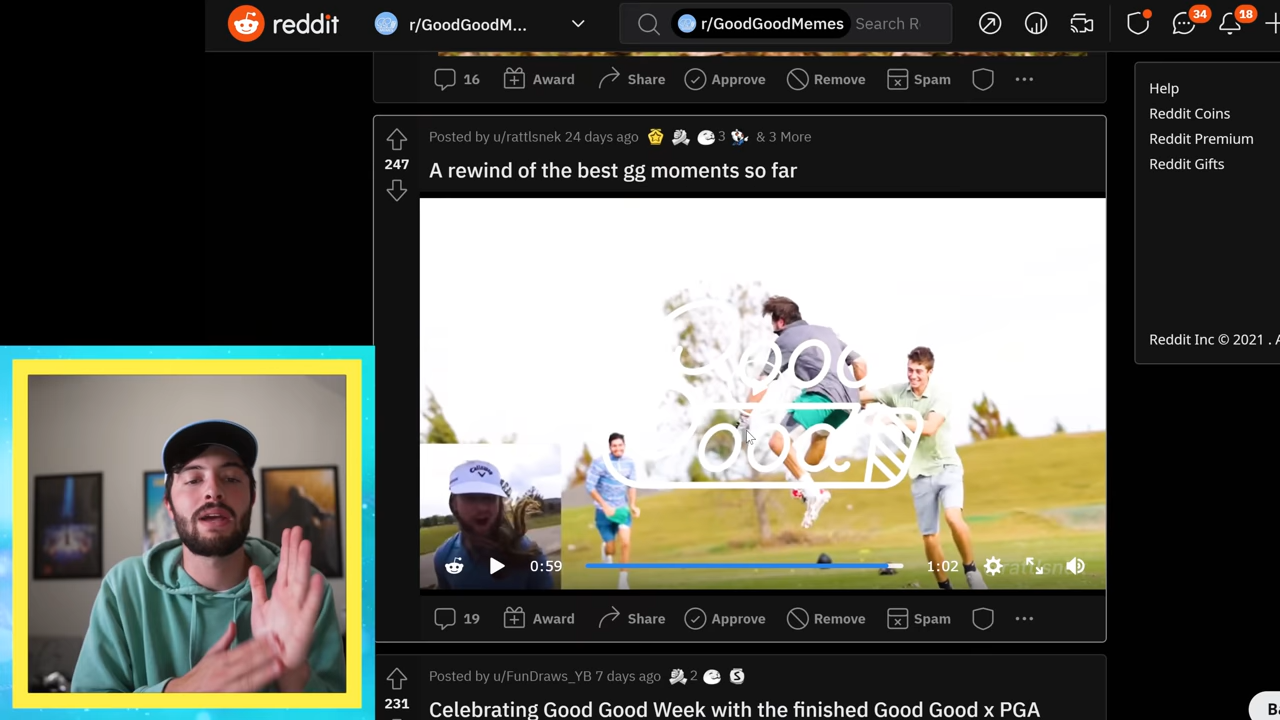 reddit
r/GoodGoodM...
r/GoodGoodMemes Search R
34
18
16 Award Share Approve Remove Spam
Help
Reddit Coins
Reddit Premium
Reddit Gifts
Reddit Inc © 2021 . A
Posted by u/rattlsnek 24 days ago 3 & 3 More
247
A rewind of the best gg moments so far
Good
Good
Callaway
0:59
1:02
19 Award Share Approve Remove Spam
Posted by u/FunDraws_YB 7 days ago 2
231
Celebrating Good Good Week with the finished Good Good x PGA